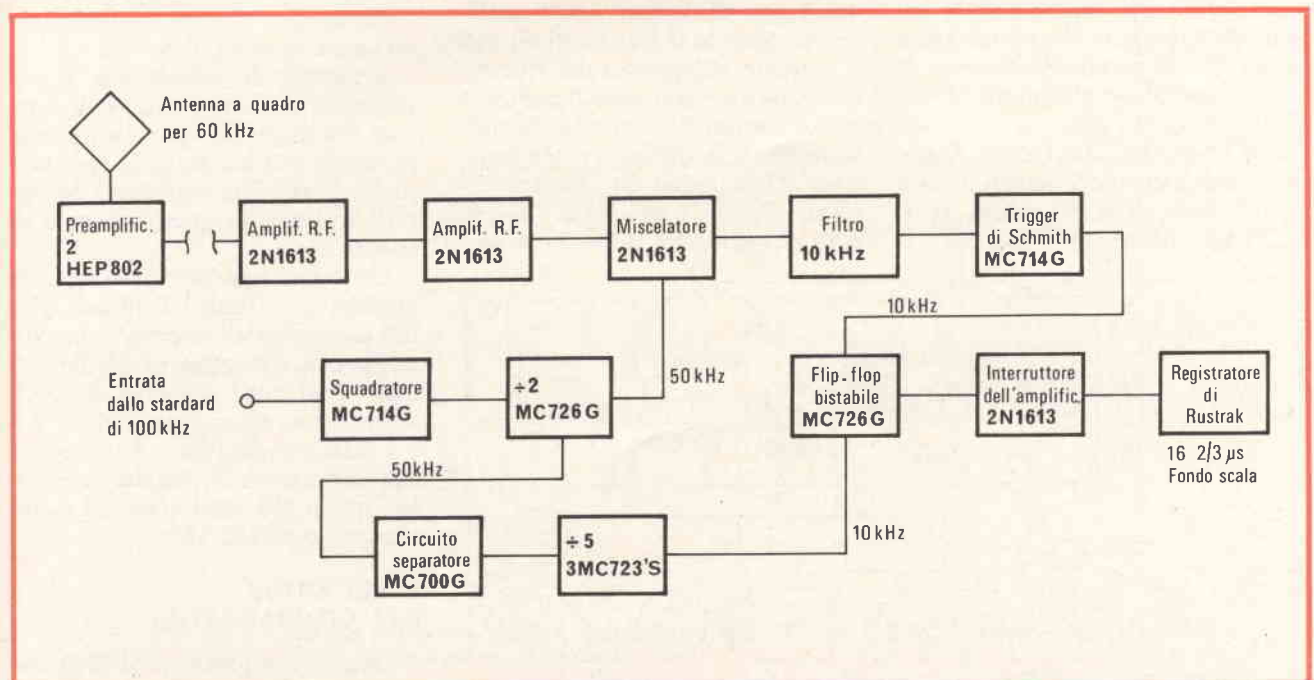 Antenna a quadro
per 60 kHz
Preamplific.
2
HEP802
Amplif. R.F.
2N1613
Amplif. R.F.
2N1613
Miscelatore
2N1613
Filtro
10 kHz
Trigger
di Schmith
MC714G
10 kHz
50 kHz
Entrata
dallo stardard
di 100 kHz
Squadratore
MC714G
÷2
MC726G
Flip-flop
bistabile
MC726G
Interruttore
dell'amplific.
2N1613
Registratore
di
Rustrak
16 2/3 µs
Fondo scala
50kHz
Circuito
separatore
MC700G
÷ 5
3MC723'S
10 kHz